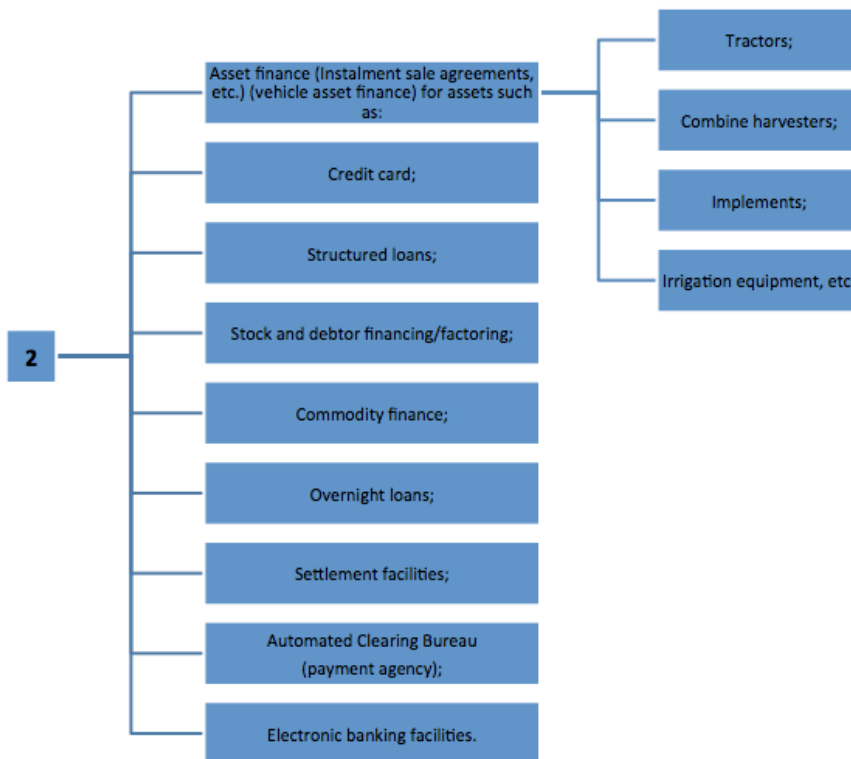 2
Asset finance (Instalment sale agreements,
etc.) (vehicle asset finance) for assets such
as:
Tractors;
Combine harvesters;
Implements;
Irrigation equipment, etc
Credit card;
Structured loans;
Stock and debtor financing/factoring;
Commodity finance;
Overnight loans;
Settlement facilities;
Automated Clearing Bureau
(payment agency);
Electronic banking facilities.